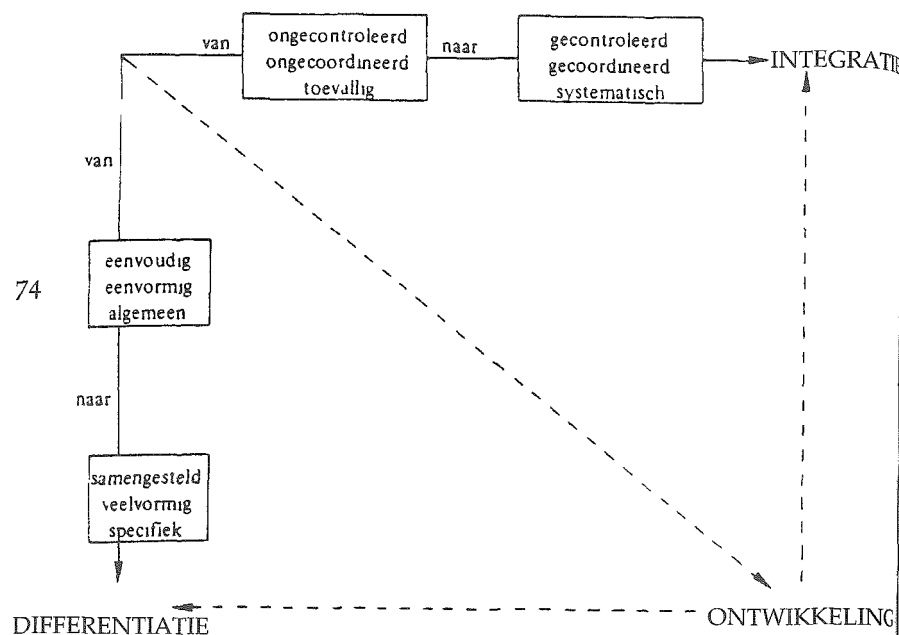 van
ongecontroleerd
ongecoordineerd
toevallig
naar
gecontroleerd
gecoordineerd
systematisch
INTEGRATIE
van
eenvoudig
eenvormig
algemeen
74
naar
samengesteld
veelvormig
specifiek
DIFFERENTIATIE
ONTWIKKELING